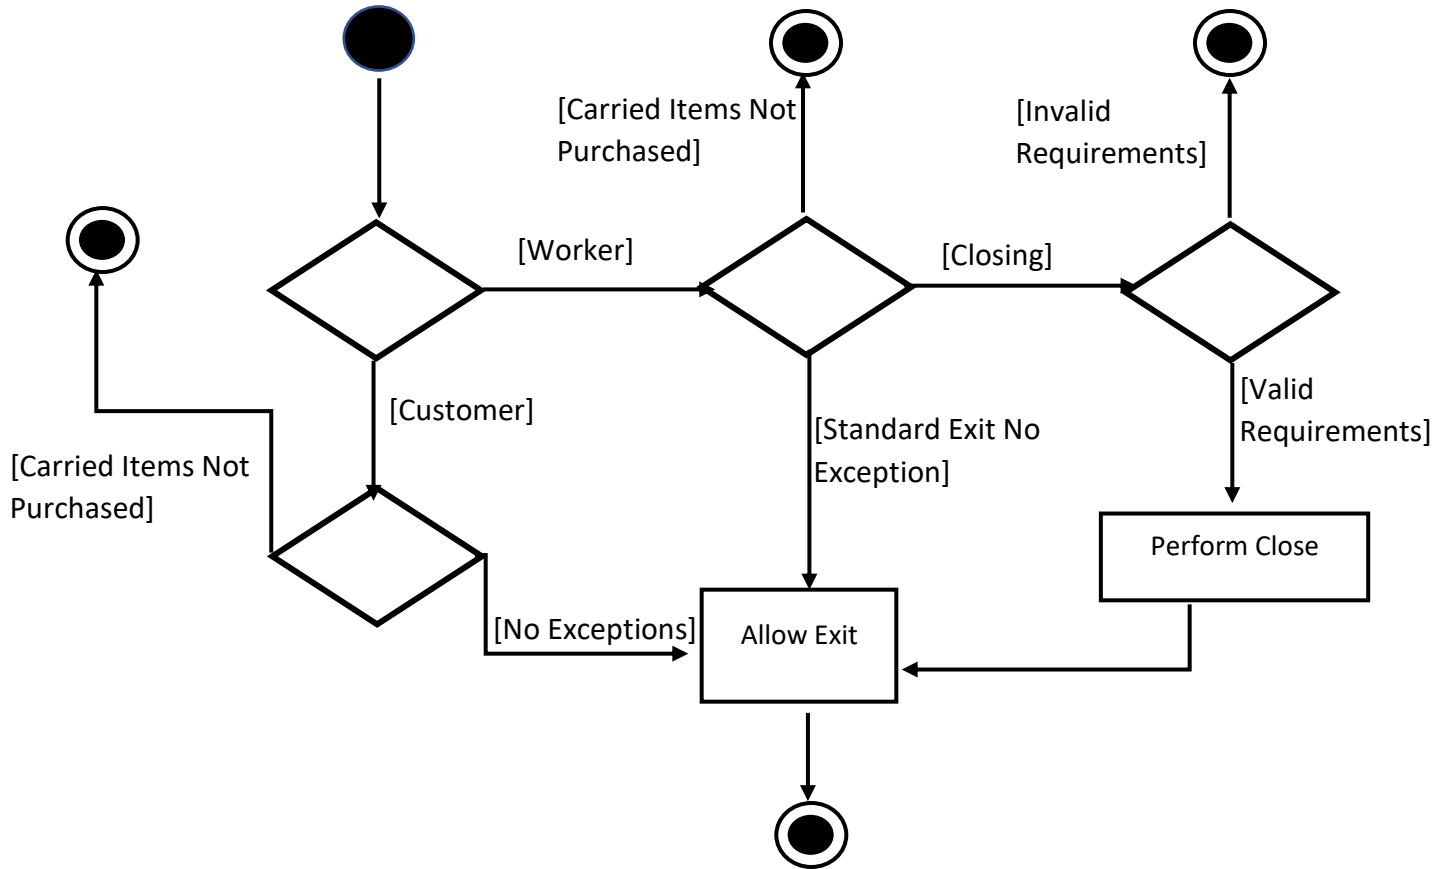 [Carried Items Not
Purchased]
[Invalid
Requirements]
[Worker]
[Closing]
[Customer]
[Carried Items Not
Purchased]
[Standard Exit No
Exception]
[Valid
Requirements]
Perform Close
[No Exceptions]
Allow Exit